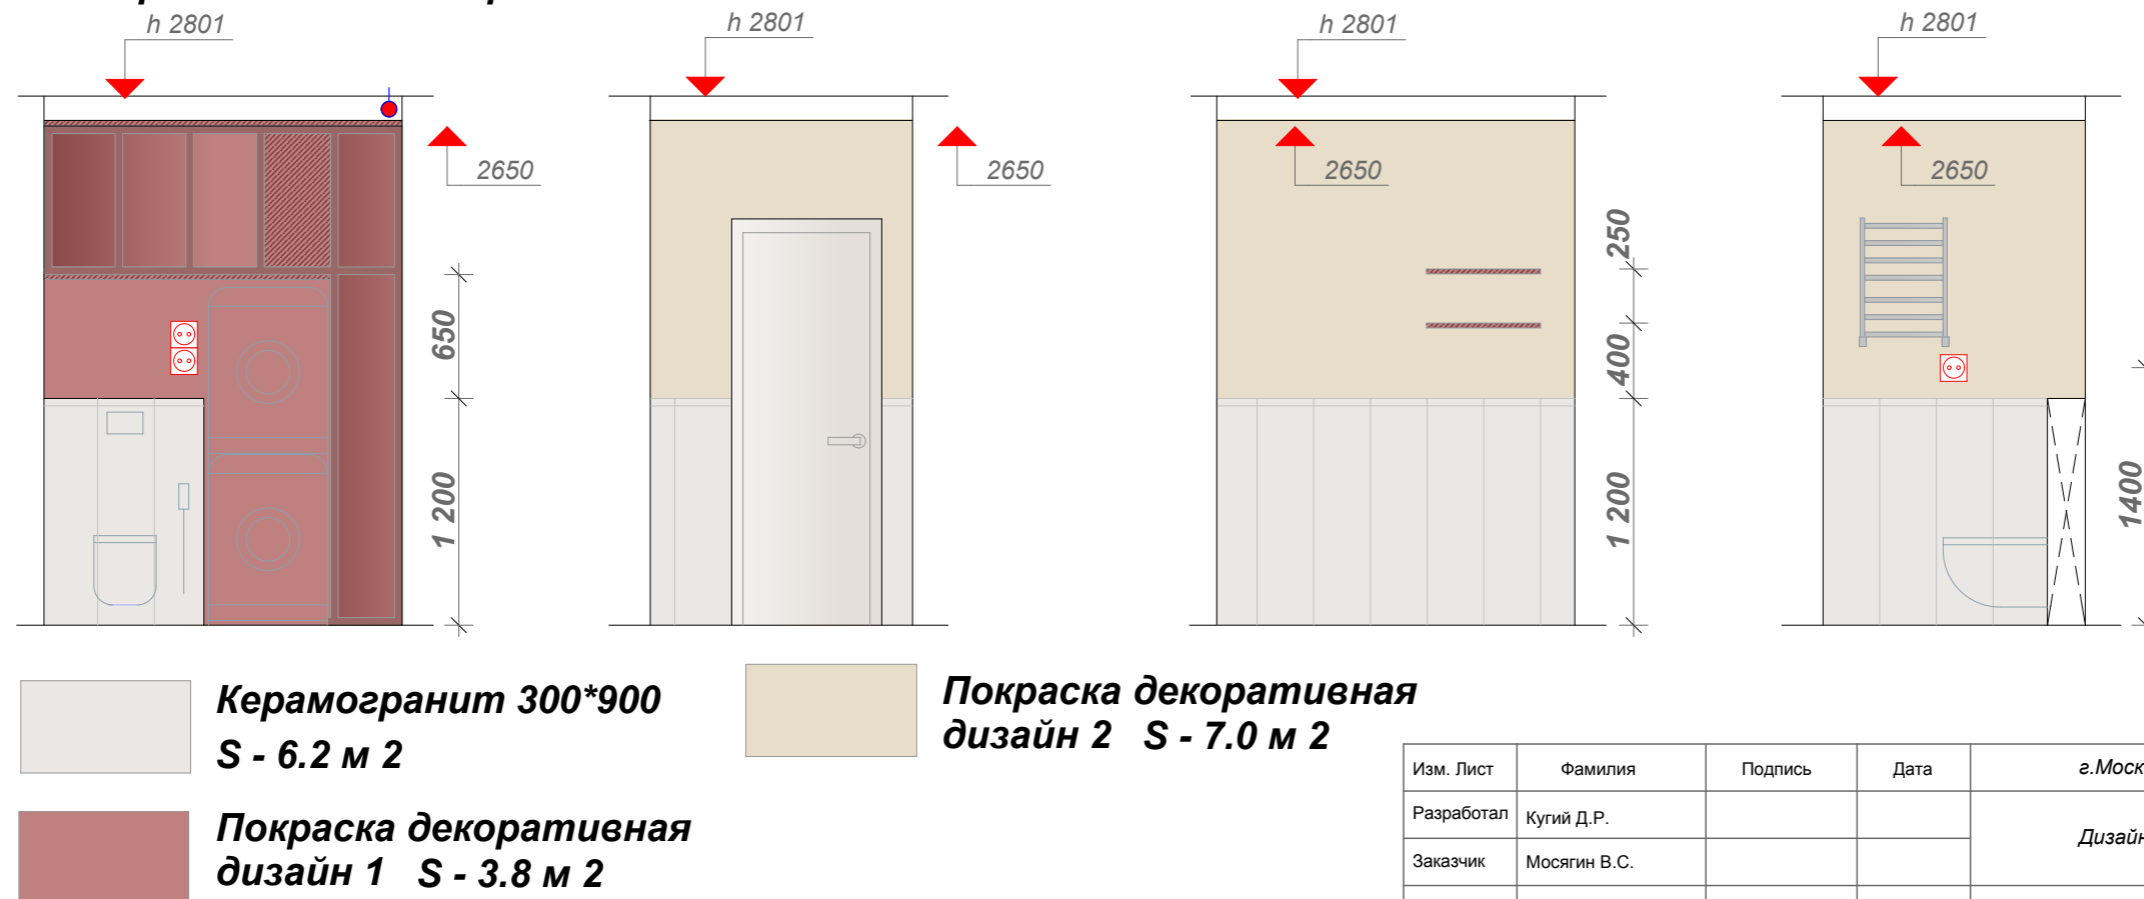 h 2801
h 2801
h 2801
h 2801
2650
2650
2650
2650
650
1 200
250
400
1 200
1400
Керамогранит 300*900
S - 6.2 м 2
Покраска декоративная
дизайн 2 S - 7.0 м 2
Покраска декоративная
дизайн 1 S - 3.8 м 2
Изм. Лист Фамилия Подпись Дата г.Моск
Разработал Кугий Д.Р.
Дизайн
Заказчик Мосягин В.С.